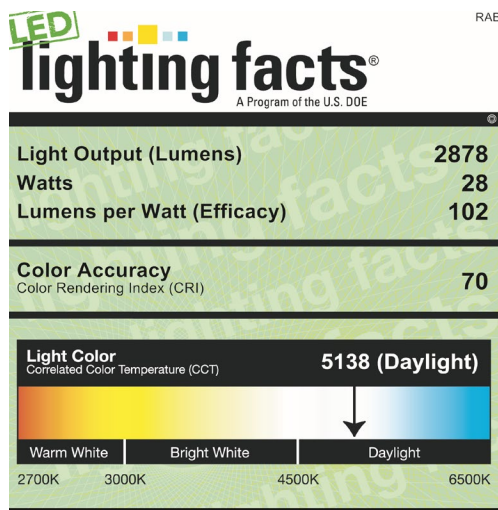 LED
RAB
lighting facts®
A Program of the U.S. DOE
Light Output (Lumens) 2878
Watts 28
Lumens per Watt (Efficacy) 102
Color Accuracy
Color Rendering Index (CRI) 70
Light Color
Correlated Color Temperature (CCT) 5138 (Daylight)
Warm White Bright White Daylight
2700K 3000K 4500K 6500K